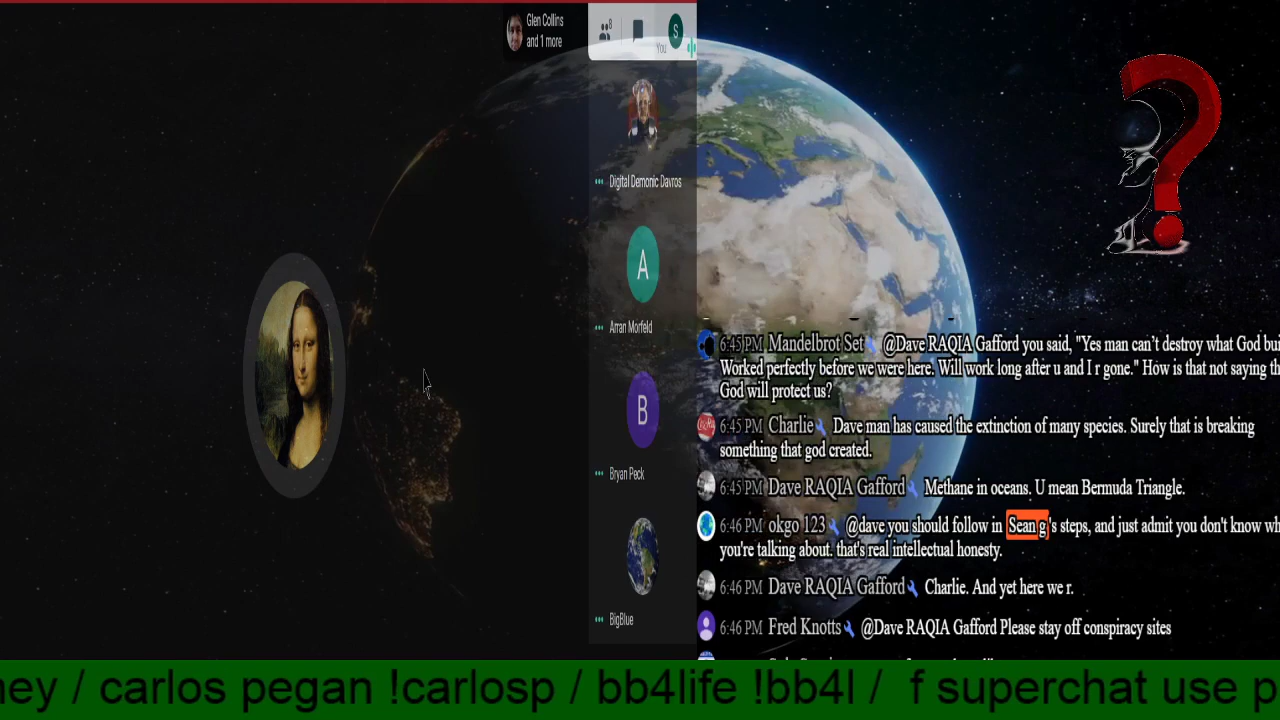 Glen Collins
and 1 more
8
S
You
Digital Demonic Davros
A
Arran Morfeld
B
Bryan Peck
BigBlue
6:45 PM Mandelbrot Set @Dave RAQIA Gafford you said, "Yes man can't destroy what God bui
Worked perfectly before we were here. Will work long after u and I r gone." How is that not saying th
God will protect us?
6:45 PM Charlie Dave man has caused the extinction of many species. Surely that is breaking
something that god created.
6:45 PM Dave RAQIA Gafford Methane in oceans. U mean Bermuda Triangle.
6:46 PM okgo 123 @dave you should follow in Sean g's steps, and just admit you don't know wh
you're talking about. that's real intellectual honesty.
6:46 PM Dave RAQIA Gafford Charlie. And yet here we r.
6:46 PM Fred Knotts @Dave RAQIA Gafford Please stay off conspiracy sites
ney / carlos pegan !carlosp / bb4life !bb4l / f superchat use p